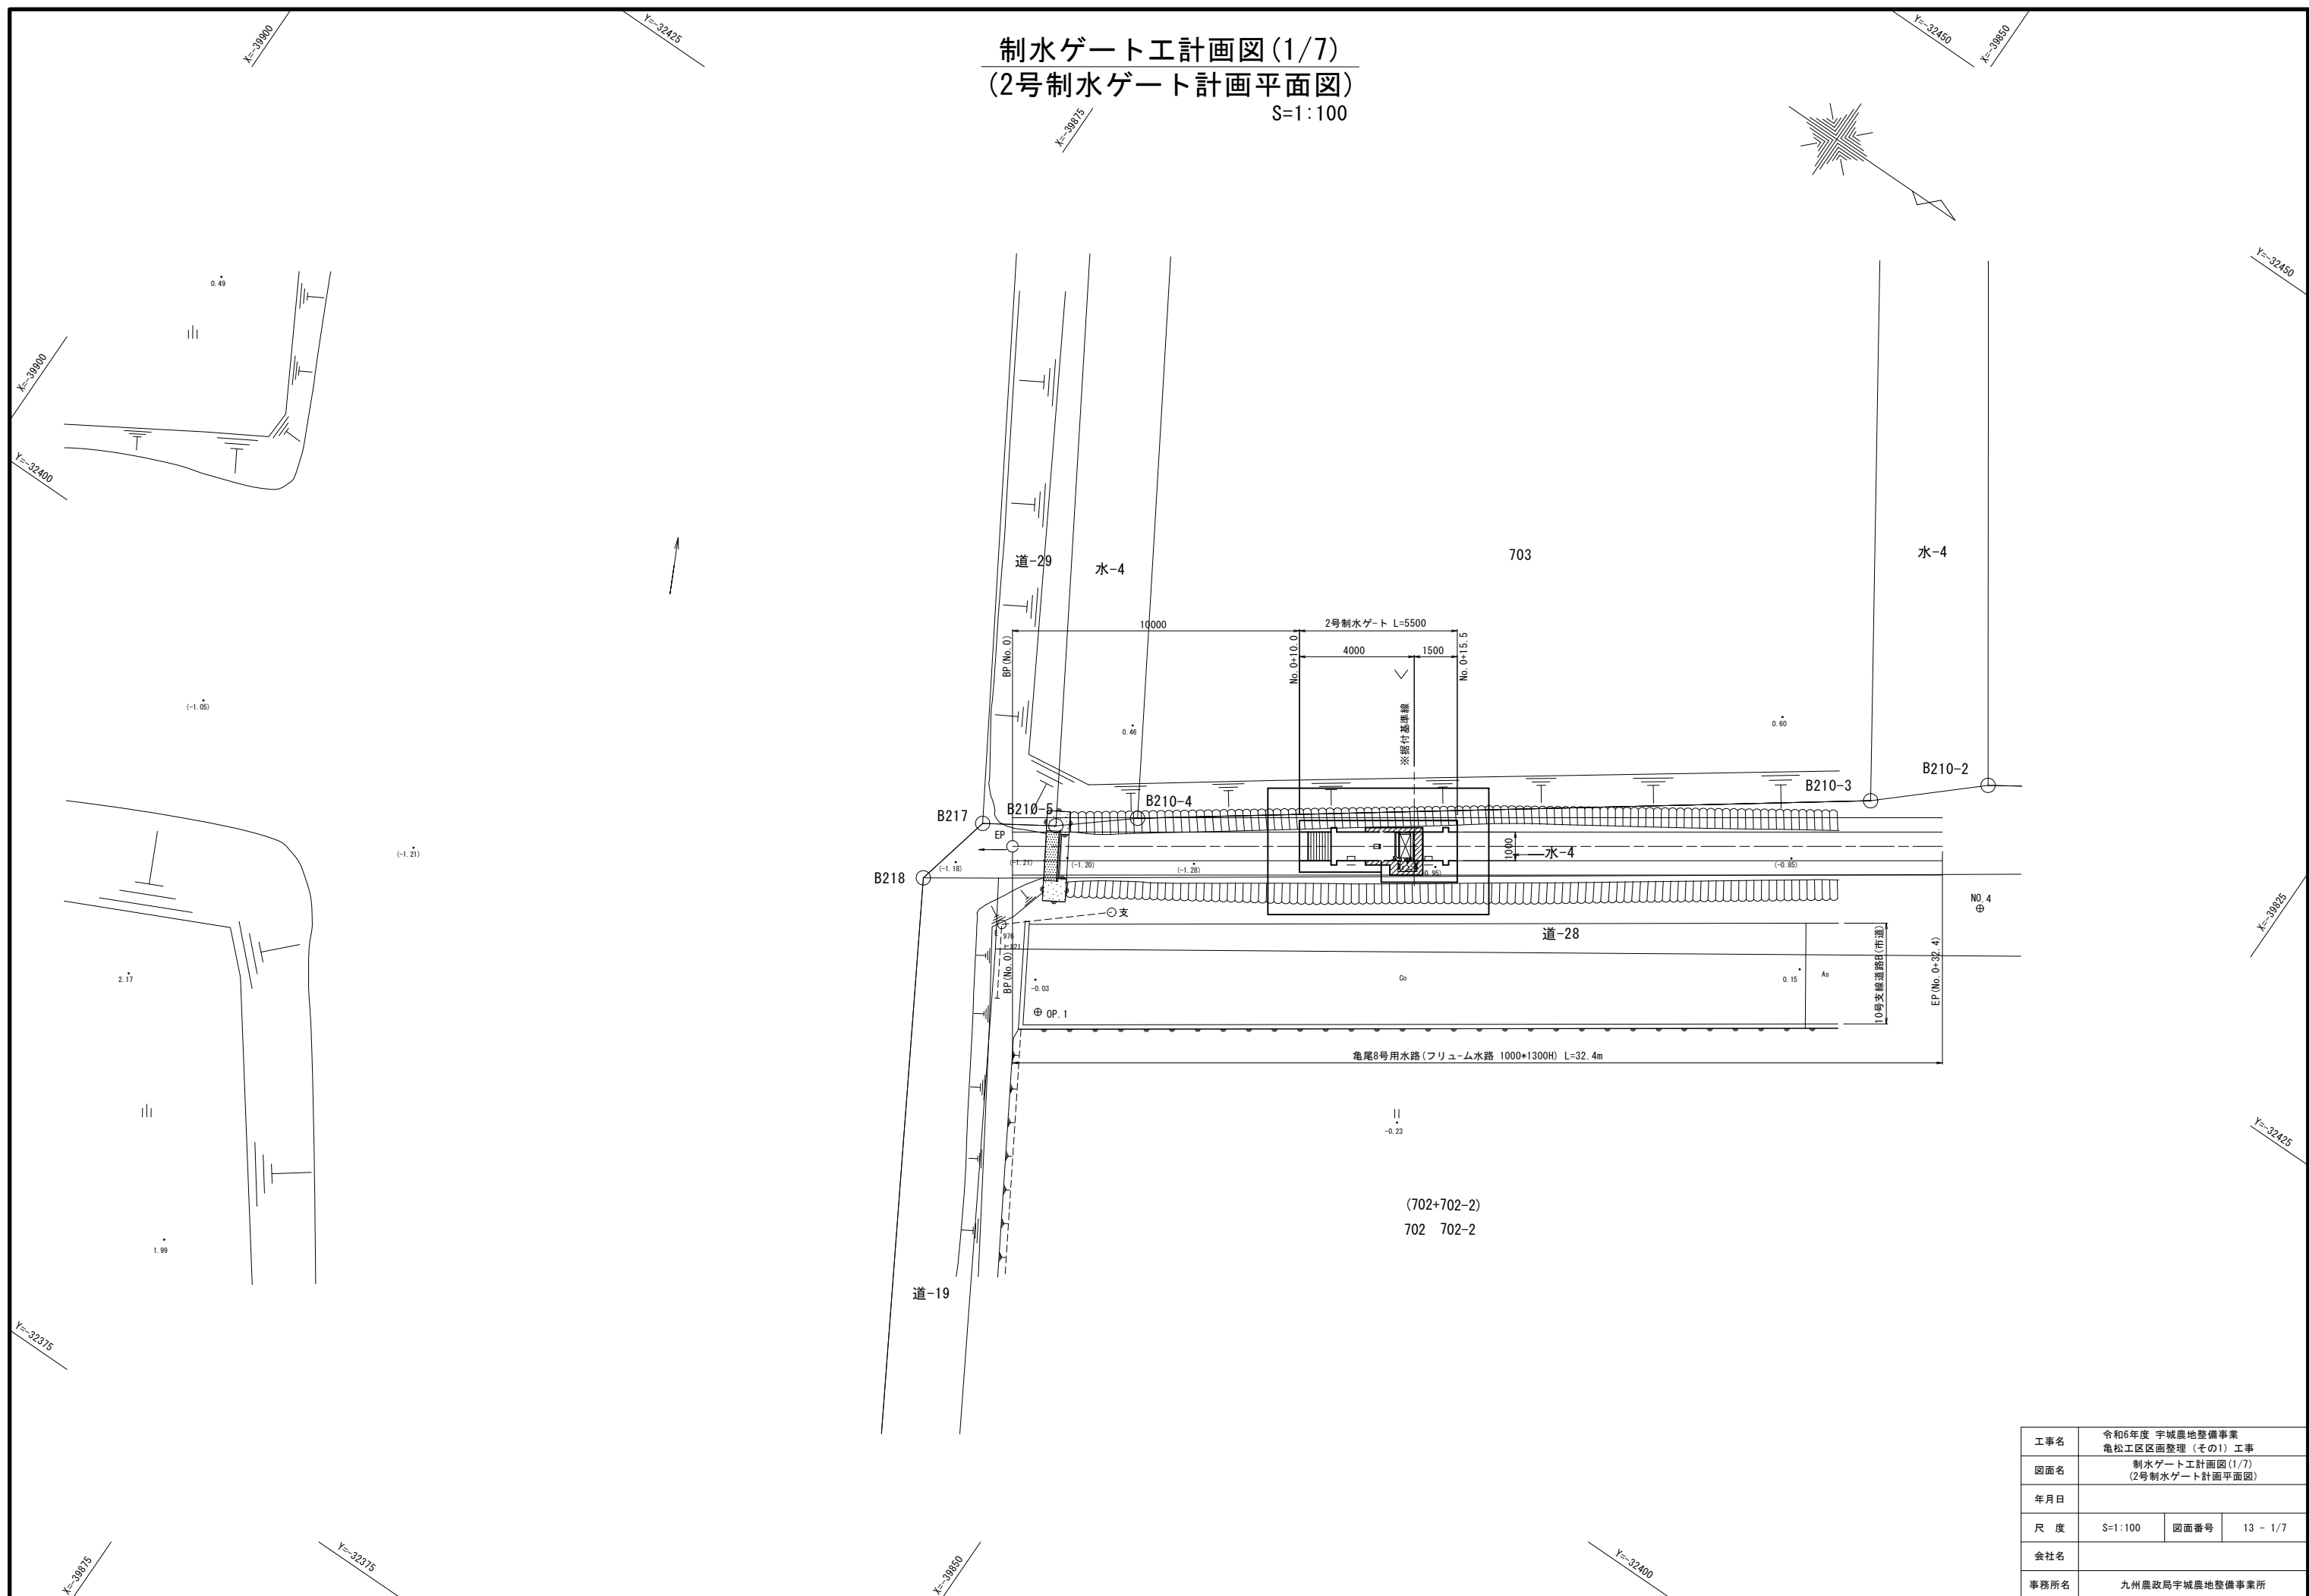 制水ゲート工計画図(1/7)
(2号制水ゲート計画平面図)
S=1:100
X=-39900
Y=-32425
X=-39875
Y=-32450
X=-39850
Y=-32450
X=-39900
Y=-32400
0.49
道-29
水-4
703
水-4
10000
2号制水ゲート L=5500
4000
1500
BP(No.0)
No.0+10.0
No.0+15.5
※据付基準線
(-1.05)
0.46
0.60
B210-2
B210-3
B210-4
B210-5
B217
EP
1000
水-4
(-1.21)
(-1.18)
(-1.21)
(-1.20)
(-1.28)
(-0.85)
B218
NO.4
支
道-28
X=-39825
976
BP(No.0)
-0.03
Co
0.15
As
10号支線道路B(市道)
EP(No.0+32.4)
2.17
OP.1
亀尾8号用水路(フリューム水路 1000*1300H) L=32.4m
-0.23
Y=-32425
(702+702-2)
702 702-2
1.99
道-19
Y=-32375
工事名 令和6年度 宇城農地整備事業
亀松工区区画整理（その1）工事
図面名 制水ゲート工計画図(1/7)
(2号制水ゲート計画平面図)
年月日
尺 度 S=1:100 図面番号 13 - 1/7
会社名
事務所名 九州農政局宇城農地整備事業所
X=-39875
Y=-32375
X=-39850
Y=-32400